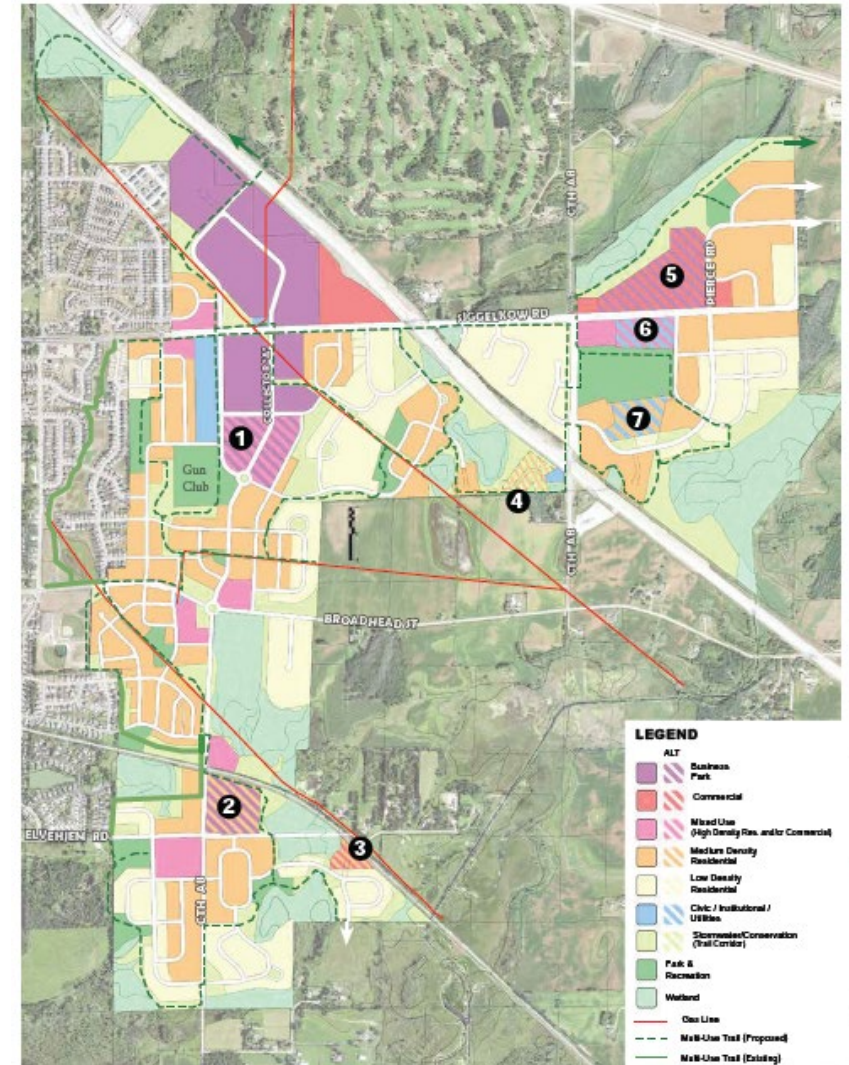 CTH AB
PIERCE RD
5
SIGGELKOW RD
6
COLLECTOR
1
7
Gun
Club
4
CTH AB
BROADHEAD ST
2
ELVEHJEN RD
3
CTH AB
LEGEND
ALT
Business
Park
Commercial
Mixed Use
(High Density Res. and/or Commercial)
Medium Density
Residential
Low Density
Residential
Civic / Institutional /
Utilities
Stormwater/Conservation
(Trail Corridor)
Park &
Recreation
Wetland
Gas Line
Multi-Use Trail (Proposed)
Multi-Use Trail (Existing)